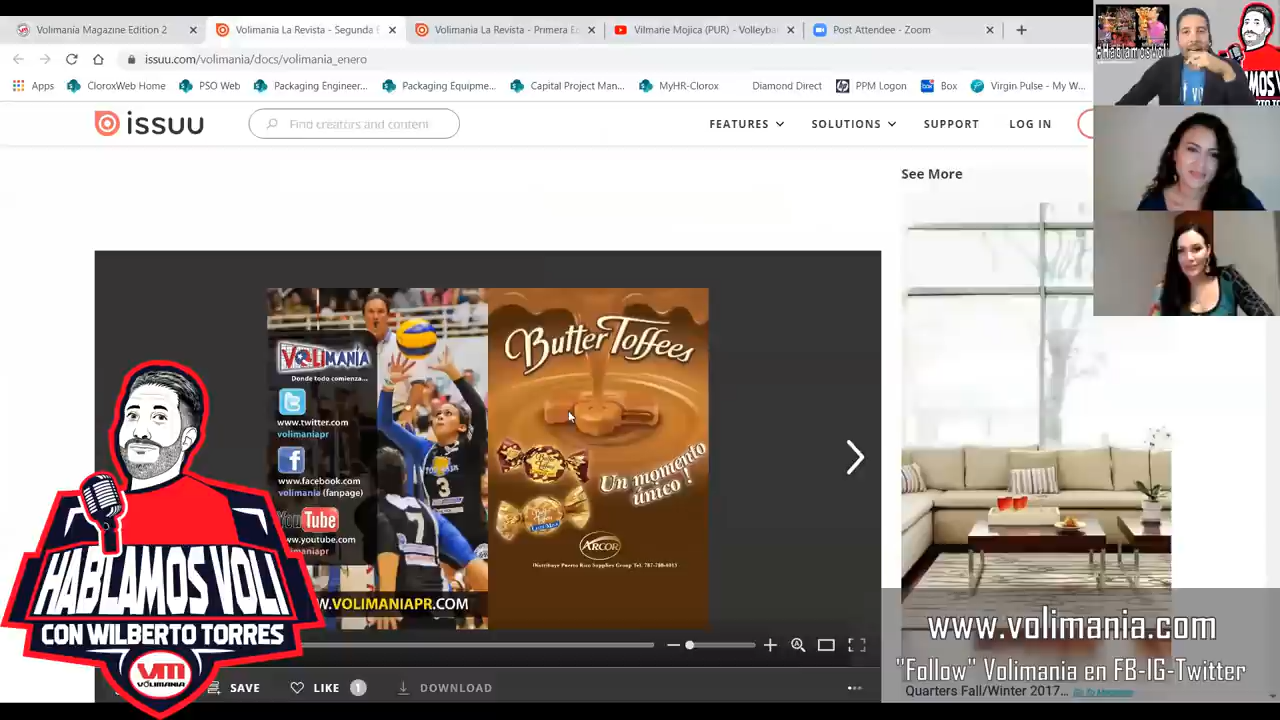 Volimania Magazine Edition 2
Volimania La Revista - Segunda E
Volimania La Revista - Primera E
Vilmarie Mojica (PUR) - Volleyb
Post Attendee - Zoom
issuu.com/volimania/docs/volimania_enero
Apps
CloroxWeb Home
PSO Web
Packaging Engineer...
Packaging Equipme...
Capital Project Man...
MyHR-Clorox
Diamond Direct
PPM Logon
Box
Virgin Pulse - My W...
issuu
Find creators and content
FEATURES
SOLUTIONS
SUPPORT
LOG IN
See More
VOLIMANIA
Donde todo comienza...
www.twitter.com
volimaniapr
www.facebook.com
volimania (fanpage)
YouTube
www.youtube.com
3
7
W.VOLIMANIAPR.COM
Butter Toffees
Un momento
único!
ARCOR
HABLAMOS VOLI
CON WILBERTO TORRES
VM
VOLIMANIA
SAVE
LIKE
1
DOWNLOAD
www.volimania.com
"Follow" Volimania en FB-IG-Twitter
Quarters Fall/Winter 2017...